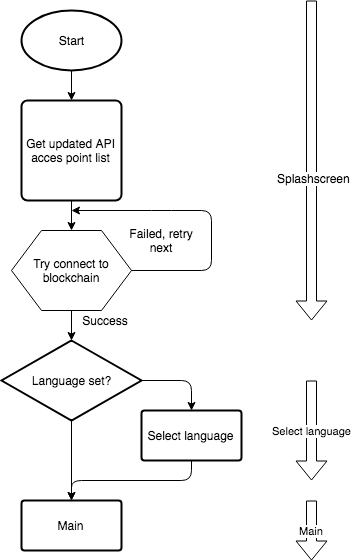 Start
Get updated API
acces point list
Splashscreen
Failed, retry
next
Try connect to
blockchain
Success
Language set?
Select language
Select language
Main
Main